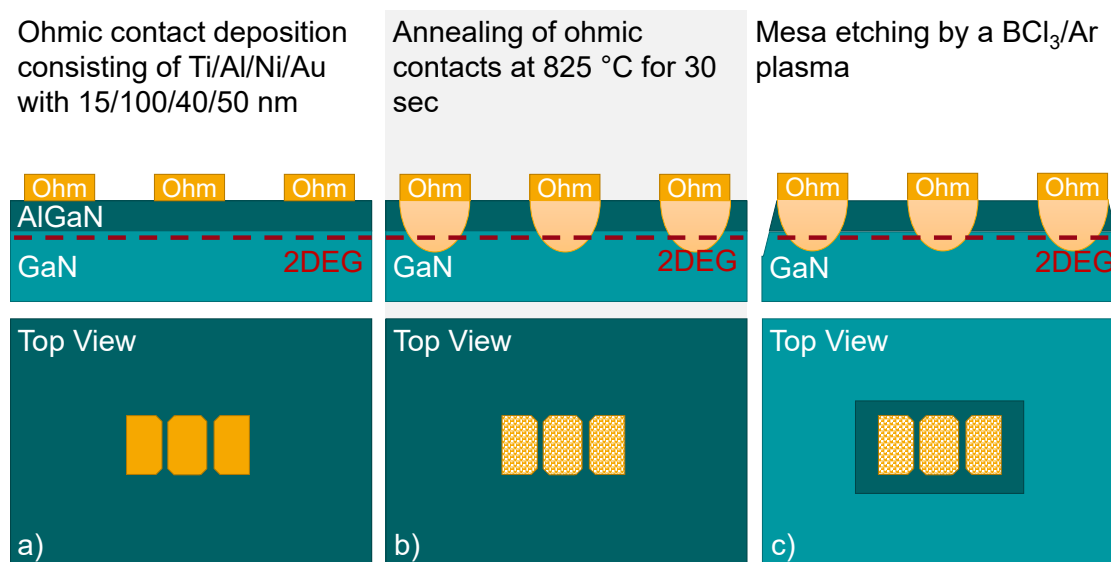 Ohmic contact deposition
consisting of Ti/Al/Ni/Au
with 15/100/40/50 nm
Ohm Ohm Ohm
AlGaN
GaN 2DEG
Top View
a)
Annealing of ohmic
contacts at 825 °C for 30
sec
Ohm Ohm Ohm
GaN 2DEG
Top View
b)
Mesa etching by a BCl₃/Ar
plasma
Ohm Ohm Ohm
GaN 2DEG
Top View
c)